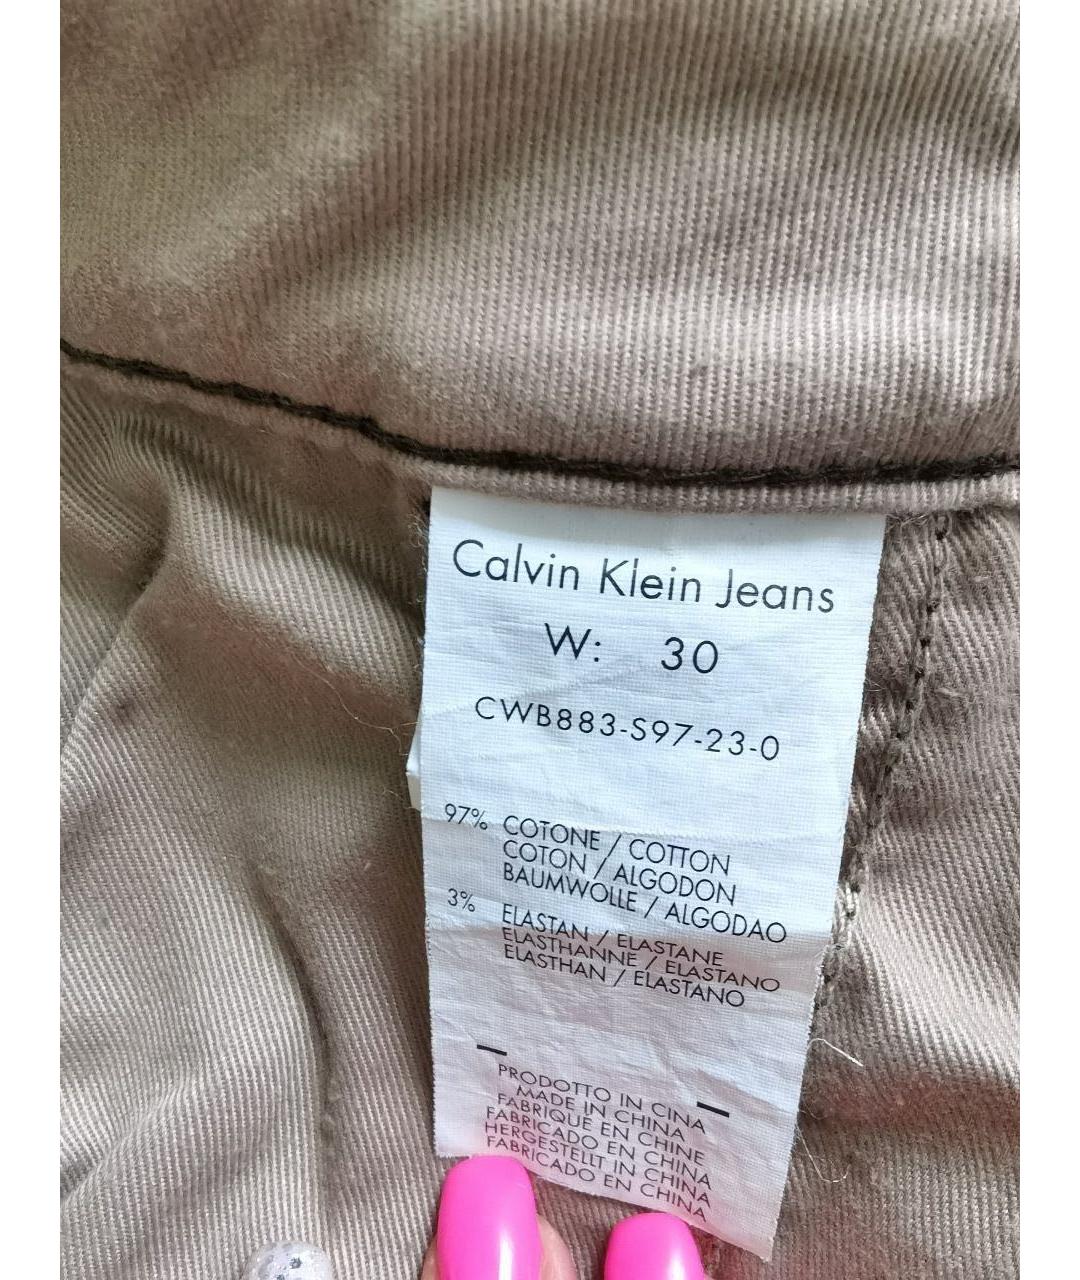 Calvin Klein Jeans
W: 30
CWB883-S97-23-0
97% COTONE / COTTON
COTON / ALGODON
BAUMWOLLE / ALGODAO
3% ELASTAN / ELASTANE
ELASTHANNE / ELASTANO
ELASTHAN / ELASTANO
PRODOTTO IN CINA
MADE IN CHINA
FABRIQUE EN CHINE
FABRICADO EN CHINA
HERGESTELLT IN CHINA
FABRICADO EN CHINA